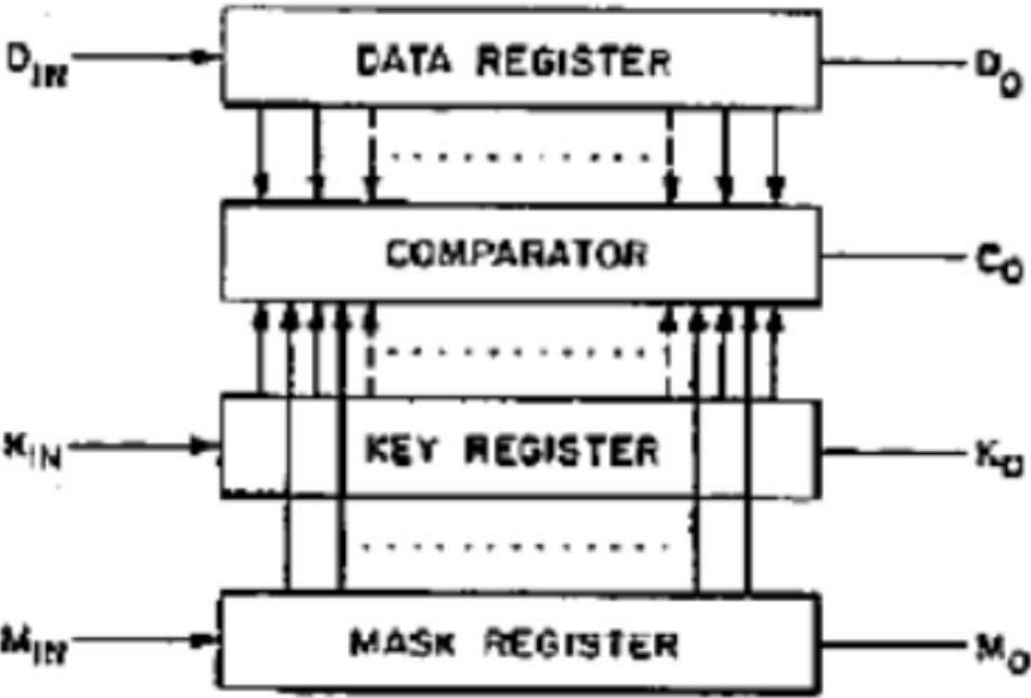 D_IN DATA REGISTER D_O
COMPARATOR C_O
K_IN KEY REGISTER K_O
M_IN MASK REGISTER M_O